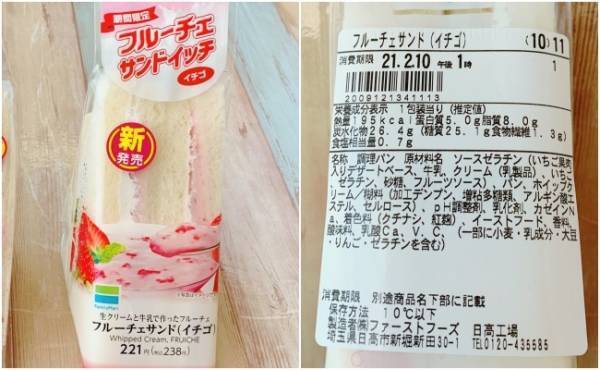 期間限定
フルーチェ
サンドイッチ
イチゴ
新
発売
FamilyMart
生クリームと牛乳で作ったフルーチェ
フルーチェサンド(イチゴ)
Whipped Cream, FRUICHE
221円(税込238円)
フルーチェサンド(イチゴ) (10)11
消費期限 21.2.10 午後 1時 1
2009121341113
栄養成分表示 1包装当り(推定値)
熱量195kcal蛋白質5.0g脂質8.0g
炭水化物26.4g(糖質25.1g食物繊維1.3g)
食塩相当量0.7g
名称 調理パン 原材料名 ソースゼラチン(いちご果肉
入りデザートベース、牛乳、クリーム(乳製品)、いちご
、ゼラチン、砂糖、フルーツソース)、パン、ホイップク
リーム/糊料(加工デンプン、増粘多糖類、アルギン酸エ
ステル、セルロース)、pH調整剤、乳化剤、カゼインN
a、着色料(クチナシ、紅麹)、イーストフード、香料、
酸味料、乳酸Ca、V.C、(一部に小麦・乳成分・大豆
・りんご・ゼラチンを含む)
消費期限 別途商品名下部に記載
保存方法 10℃以下
製造者㈱ファーストフーズ 日高工場
埼玉県日高市新堀新田30-1 TEL0120-435585